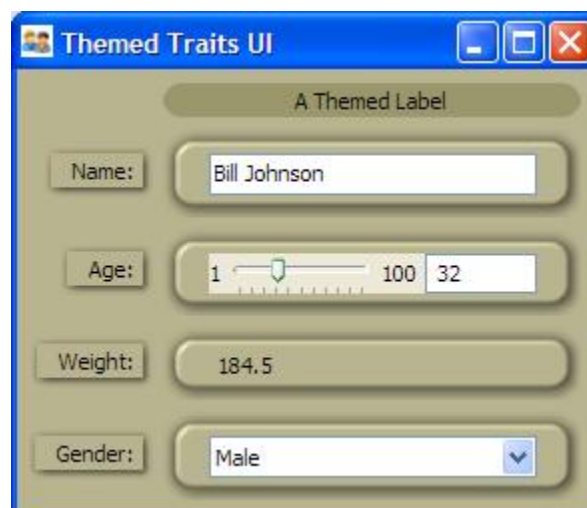 Themed Traits UI
A Themed Label
Name: Bill Johnson
Age: 1 100 32
Weight: 184.5
Gender: Male